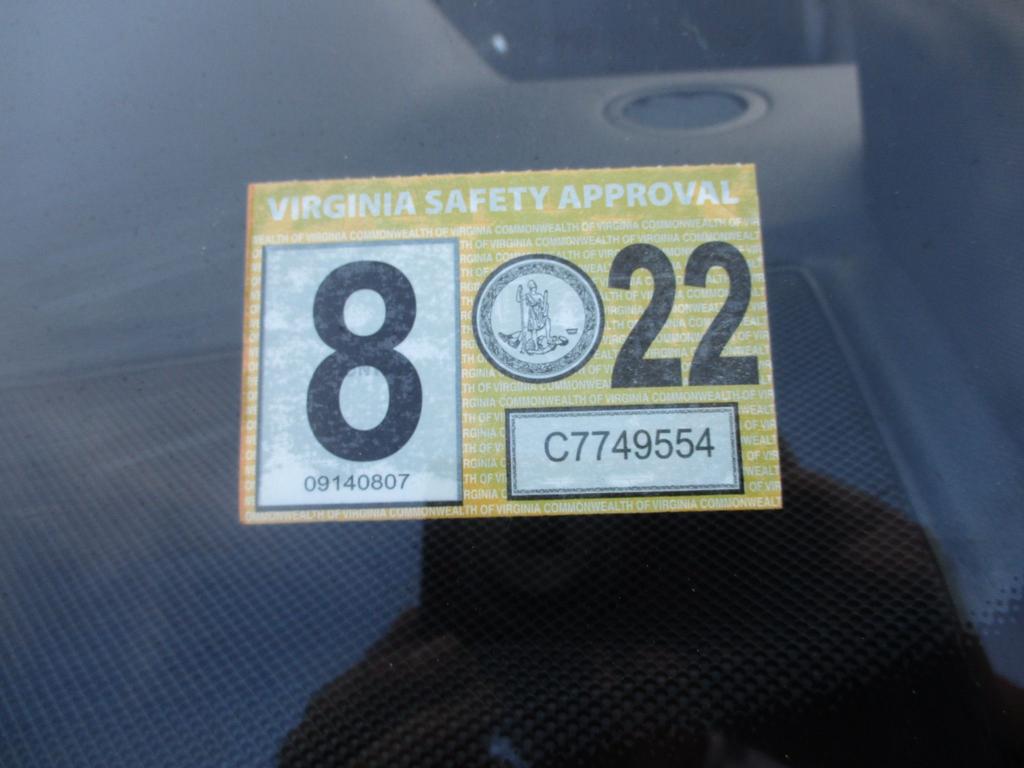 VIRGINIA SAFETY APPROVAL
8
22
09140807
C7749554